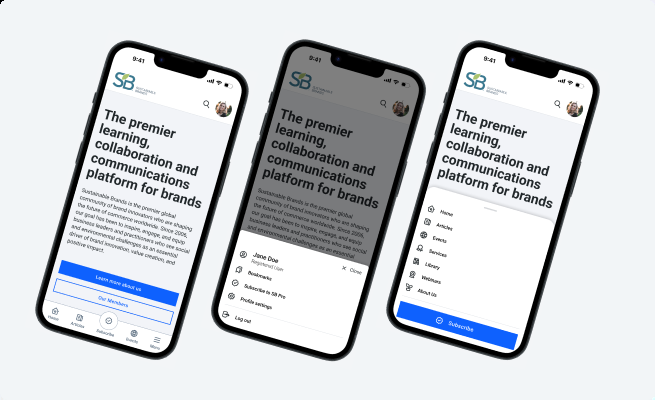 9:41
SB
SUSTAINABLE
BRANDS
The premier
learning,
collaboration and
communications
platform for brands
Sustainable Brands is the premier global
community of brand innovators who are shaping
the future of commerce worldwide. Since 2006,
our goal has been to inspire, engage, and equip
business leaders and practitioners who see social
and environmental challenges as an essential
driver of brand innovation, value creation, and
positive impact.
Learn more about us
Our Members
Home
Articles
Subscribe
Events
Menu
9:41
SB
SUSTAINABLE
BRANDS
The premier
learning,
collaboration and
communications
platform for brands
Sustainable Brands is the premier global
community of brand innovators who are shaping
the future of commerce worldwide. Since 2006,
our goal has been to inspire, engage, and equip
business leaders and practitioners who see social
and environmental challenges as an essential
Jane Doe
Registered User
Close
Bookmarks
Subscribe to SB Pro
Profile settings
Log out
9:41
SB
SUSTAINABLE
BRANDS
The premier
learning,
collaboration and
communications
platform for brands
Home
Articles
Events
Services
Library
Webinars
About Us
Subscribe